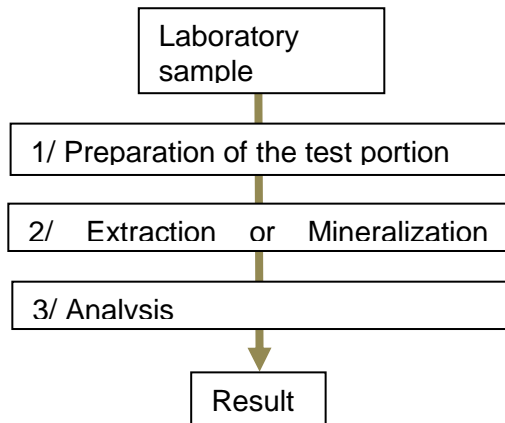 Laboratory
sample
1/ Preparation of the test portion
2/ Extraction or Mineralization
3/ Analysis
Result